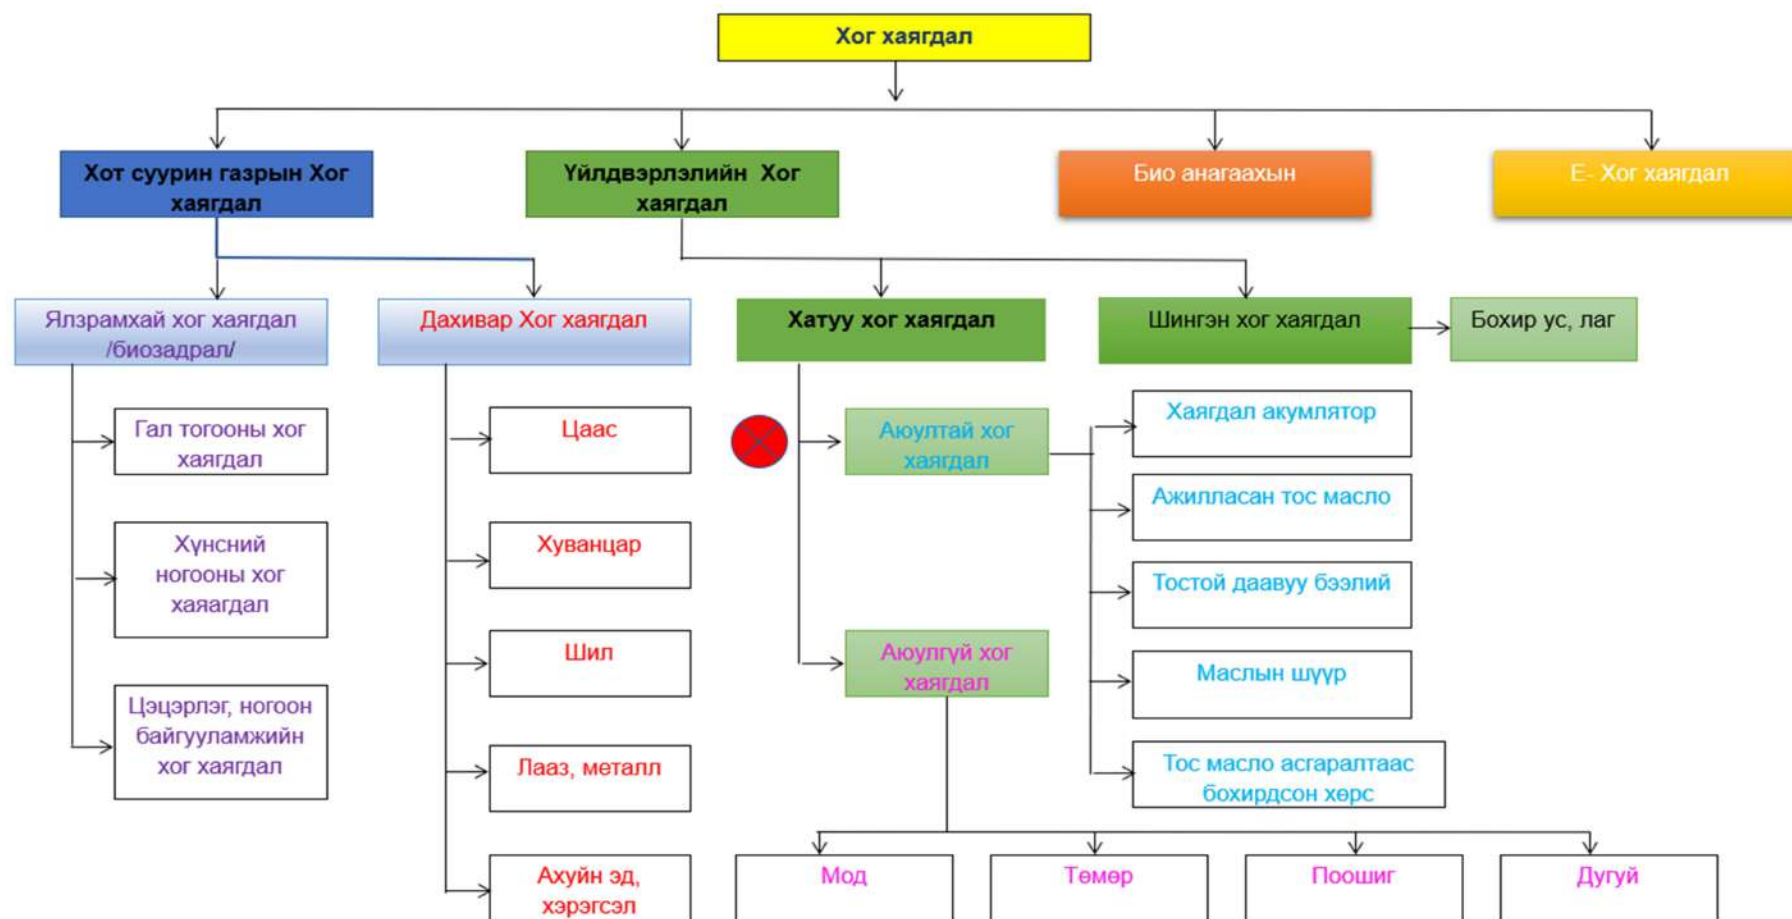 Хог хаягдал
Хот суурин газрын Хог
хаягдал
Үйлдвэрлэлийн Хог
хаягдал
Био анагаахын
Е- Хог хаягдал
Ялзрамхай хог хаягдал
/биозадрал/
Дахивар Хог хаягдал
Хатуу хог хаягдал
Шингэн хог хаягдал
Бохир ус, лаг
Гал тогооны хог
хаягдал
Хүнсний
ногооны хог
хаяагдал
Цэцэрлэг, ногоон
байгууламжийн
хог хаягдал
Цаас
Хуванцар
Шил
Лааз, металл
Ахуйн эд,
хэрэгсэл
Аюултай хог
хаягдал
Хаягдал акумлятор
Ажилласан тос масло
Тостой даавуу бээлий
Маслын шүүр
Тос масло асгаралтаас
бохирдсон хөрс
Аюулгүй хог
хаягдал
Мод
Төмөр
Поошиг
Дугуй